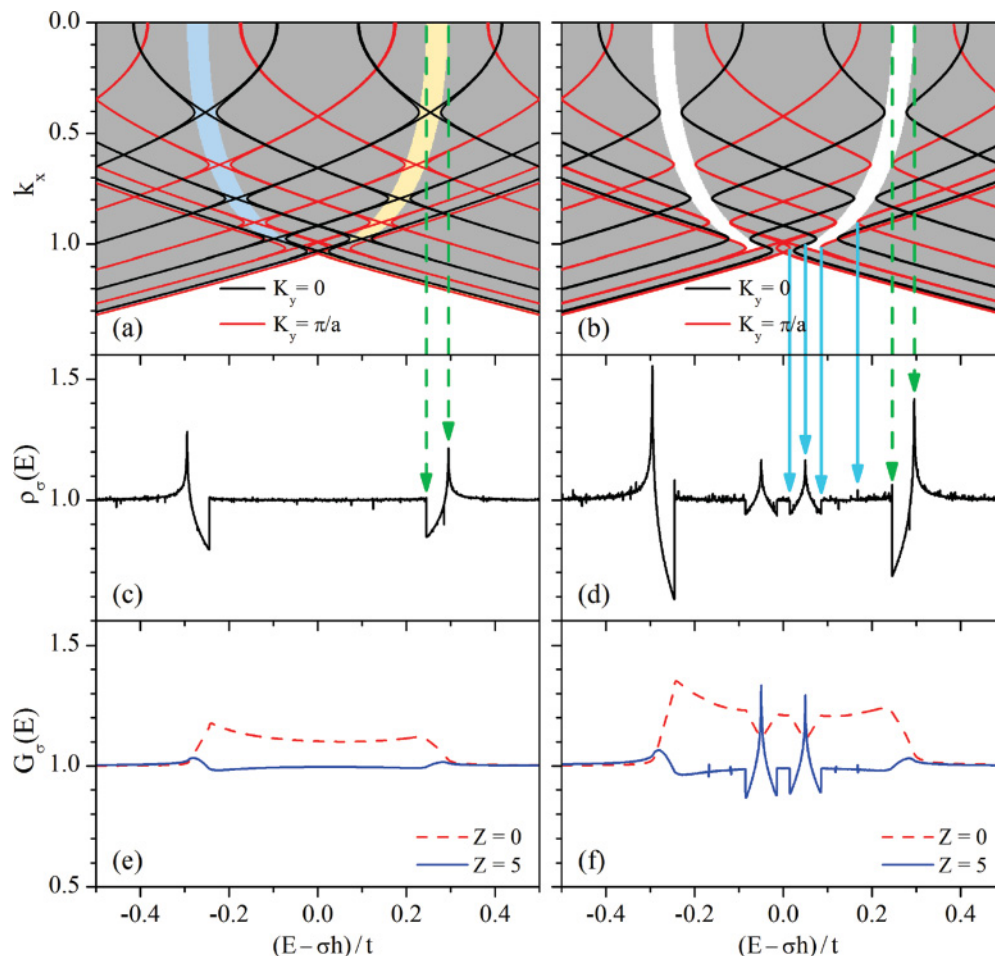 0.0
0.5
1.0
k_x
K_y = 0
K_y = π/a
(a)
K_y = 0
K_y = π/a
(b)
1.5
1.0
ρ_σ(E)
(c)
(d)
1.5
1.0
0.5
G_σ(E)
Z = 0
Z = 5
(e)
Z = 0
Z = 5
(f)
-0.4 -0.2 0.0 0.2 0.4
-0.4 -0.2 0.0 0.2 0.4
(E − σh) / t
(E − σh) / t